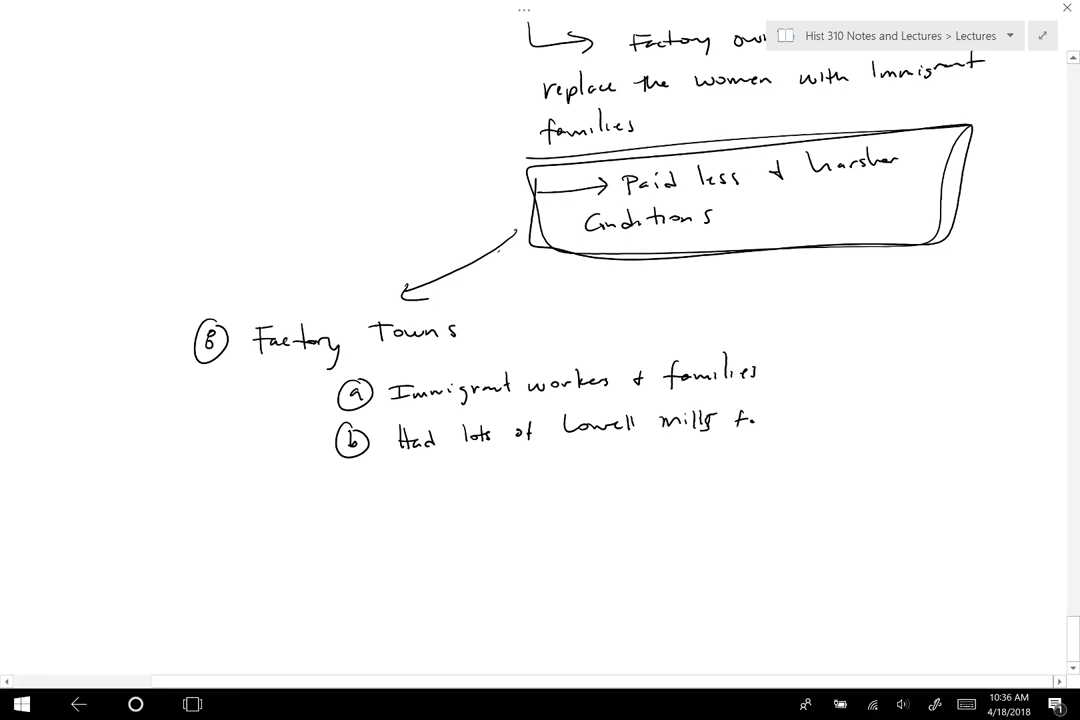 Hist 310 Notes and Lectures > Lectures
Factory
replace the women with Immigrant
families
→ Paid less & harsher
Conditions
Ⓑ Factory Towns
ⓐ Immigrant workers & families
ⓑ Had lots of Lowell mills
10:36 AM
4/18/2018
1